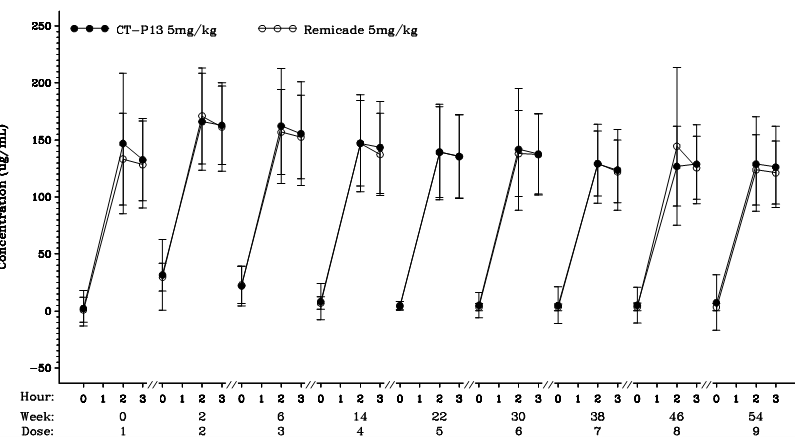 250
CT-P13 5mg/kg Remicade 5mg/kg
200
150
100
50
0
-50
Concentration (ug/mL)
Hour: 0 1 2 3 0 1 2 3 0 1 2 3 0 1 2 3 0 1 2 3 0 1 2 3 0 1 2 3 0 1 2 3 0 1 2 3
Week: 0 2 6 14 22 30 38 46 54
Dose: 1 2 3 4 5 6 7 8 9